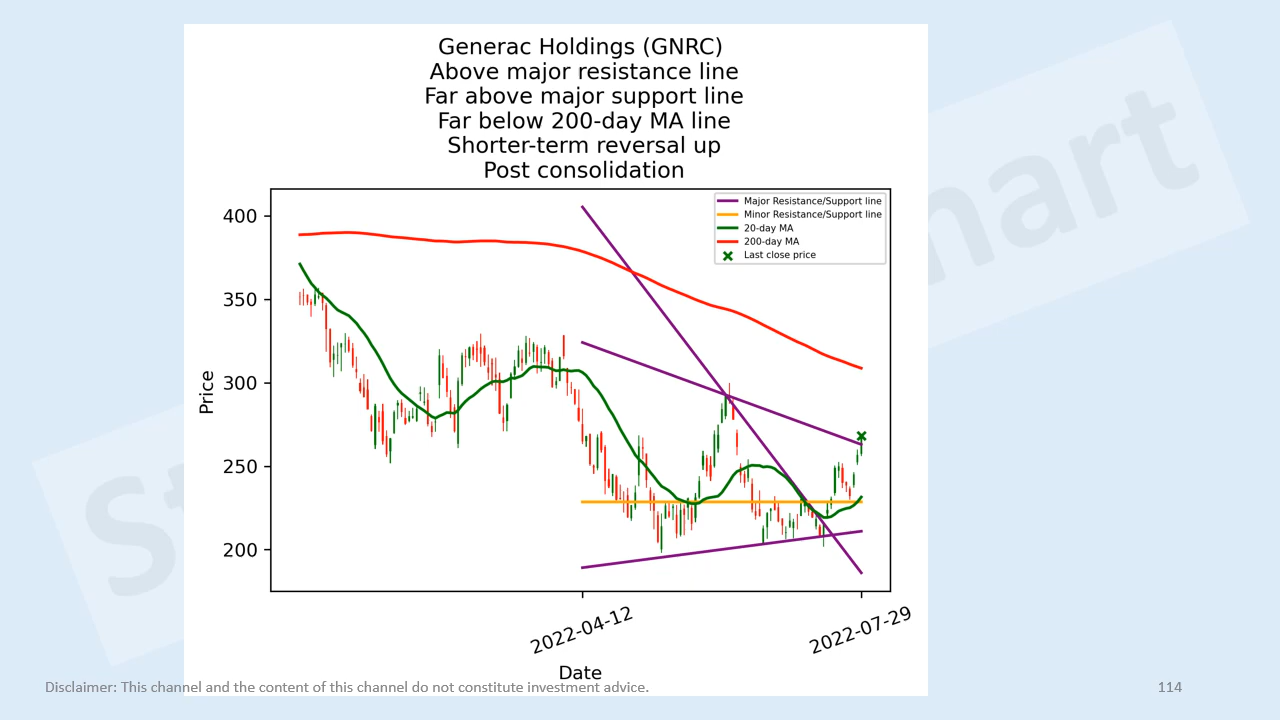 Generac Holdings (GNRC)
Above major resistance line
Far above major support line
Far below 200-day MA line
Shorter-term reversal up
Post consolidation
Major Resistance/Support line
Minor Resistance/Support line
20-day MA
200-day MA
Last close price
400
350
300
250
200
Price
2022-04-12
2022-07-29
Date
Disclaimer: This channel and the content of this channel do not constitute investment advice.
114